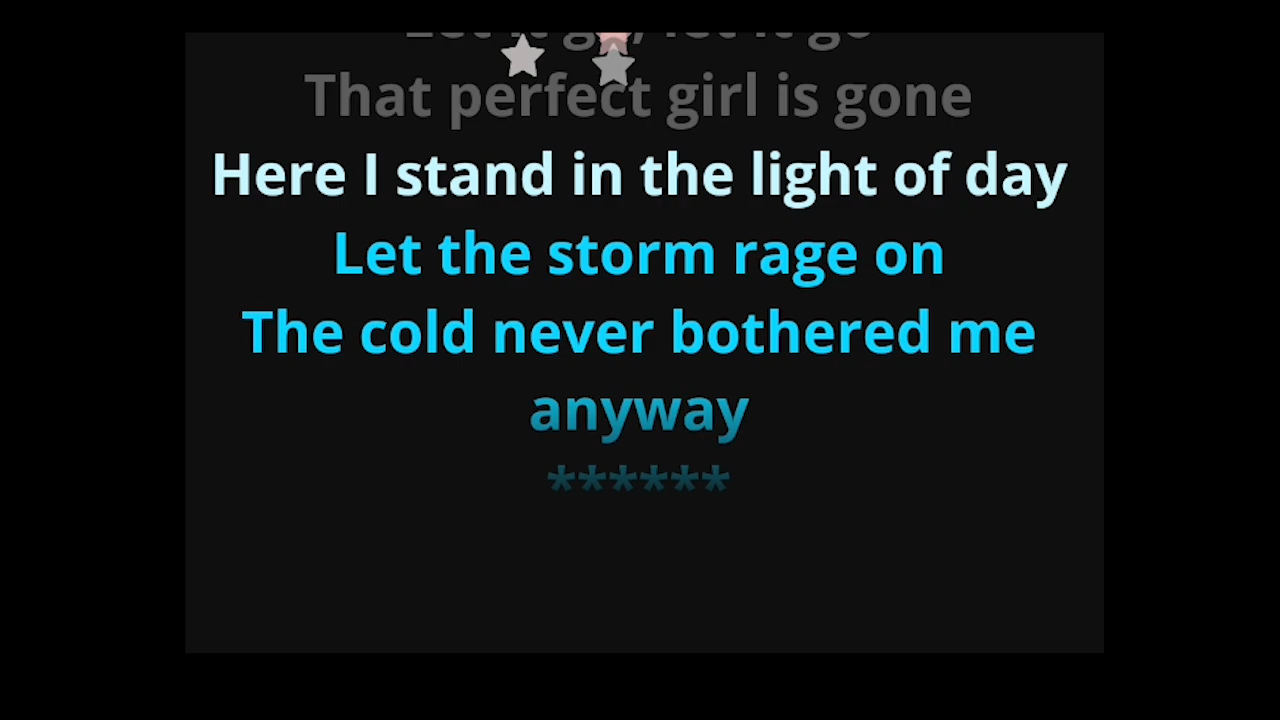 Let it go, let it go
That perfect girl is gone
Here I stand in the light of day
Let the storm rage on
The cold never bothered me
anyway
******